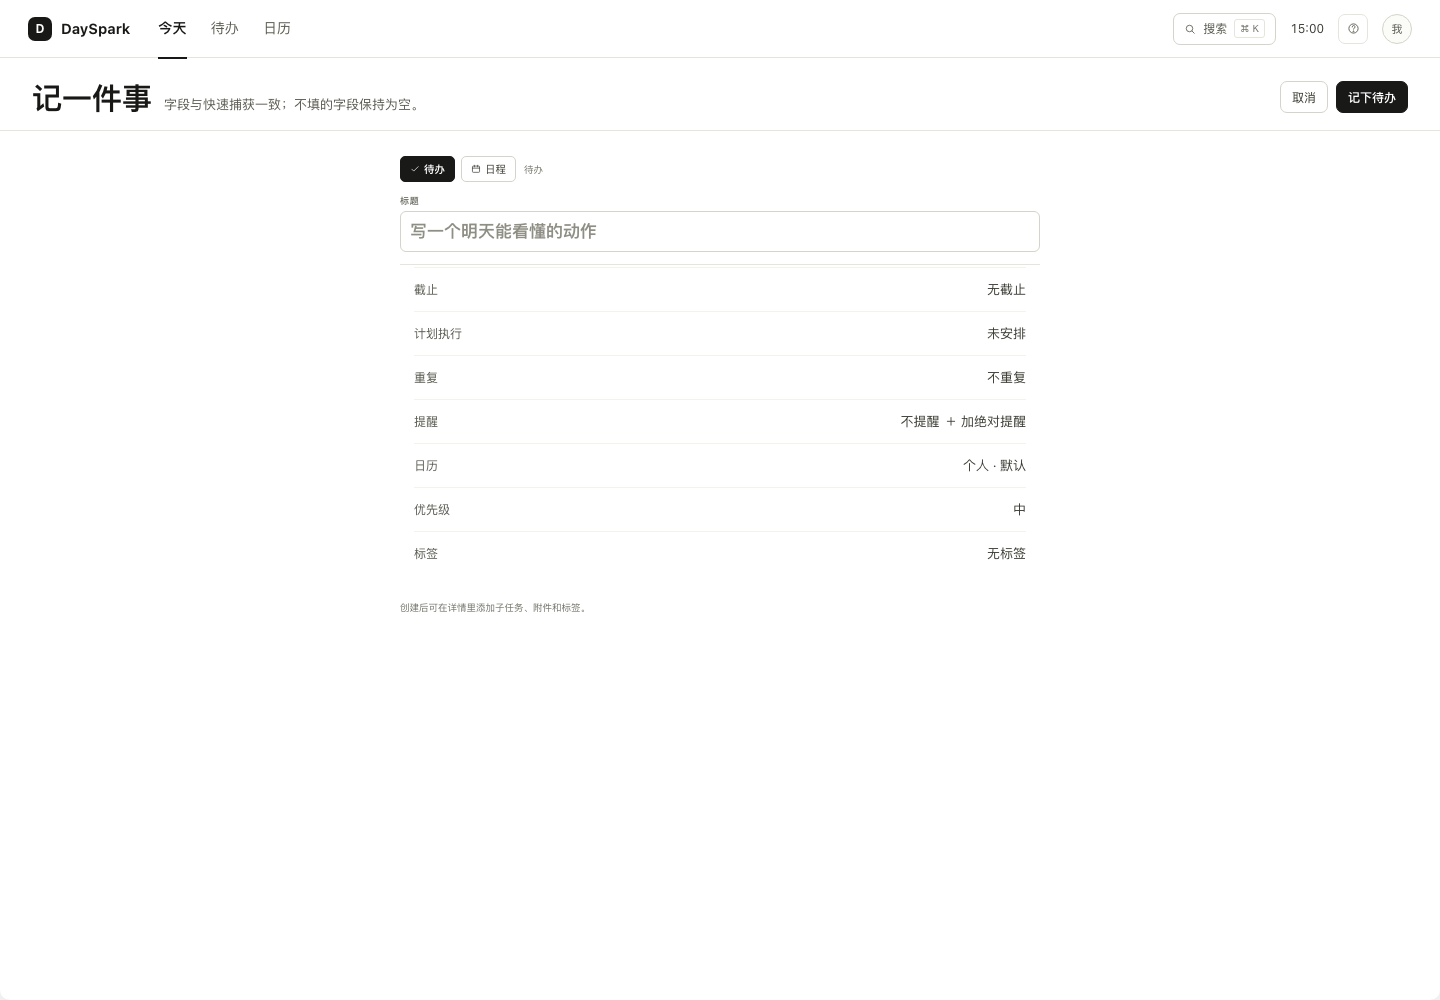 D DaySpark 今天 待办 日历 搜索 ⌘ K 15:00 我
记一件事 字段与快速捕获一致；不填的字段保持为空。 取消 记下待办
待办 日程 待办
标题
写一个明天能看懂的动作
截止 无截止
计划执行 未安排
重复 不重复
提醒 不提醒 + 加绝对提醒
日历 个人 · 默认
优先级 中
标签 无标签
创建后可在详情里添加子任务、附件和标签。